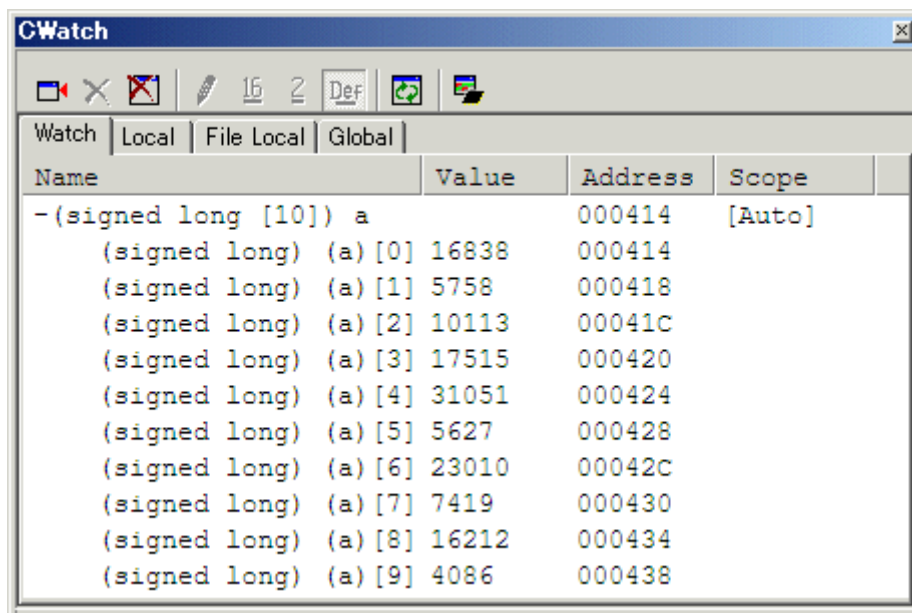 CWatch
16 2 Def
Watch Local File Local Global
Name Value Address Scope
-(signed long [10]) a 000414 [Auto]
(signed long) (a)[0] 16838 000414
(signed long) (a)[1] 5758 000418
(signed long) (a)[2] 10113 00041C
(signed long) (a)[3] 17515 000420
(signed long) (a)[4] 31051 000424
(signed long) (a)[5] 5627 000428
(signed long) (a)[6] 23010 00042C
(signed long) (a)[7] 7419 000430
(signed long) (a)[8] 16212 000434
(signed long) (a)[9] 4086 000438